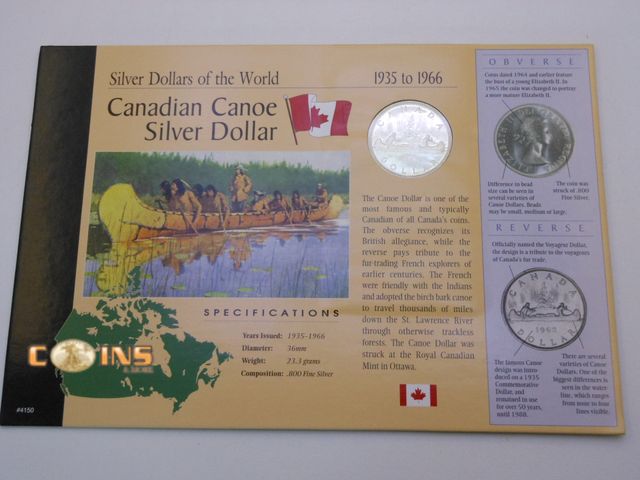 Silver Dollars of the World
1935 to 1966
Canadian Canoe
Silver Dollar
CANADA
DOLLAR
The Canoe Dollar is one of the
most famous and typically
Canadian of all Canada's coins.
The obverse recognizes its
British allegiance, while the
reverse pays tribute to the
fur-trading French explorers of
earlier centuries. The French
were friendly with the Indians
and adopted the birch bark canoe
to travel thousands of miles
down the St. Lawrence River
through otherwise trackless
forests. The Canoe Dollar was
struck at the Royal Canadian
Mint in Ottawa.
SPECIFICATIONS
Years Issued: 1935-1966
Diameter: 36mm
Weight: 23.3 grams
Composition: .800 Fine Silver
COINS
& MORE
#4150
OBVERSE
Coins dated 1964 and earlier feature
the bust of a young Elizabeth II. In
1965 the coin was changed to portray
a more mature Elizabeth II.
Difference in bead
size can be seen in
several varieties of
Canoe Dollars. Beads
may be small, medium or large.
The coin was
struck of .800
Fine Silver.
REVERSE
Officially named the Voyageur Dollar,
the design is a tribute to the voyageurs
of Canada's fur trade.
CANADA
DOLLAR
The famous Canoe
design was intro-
duced on a 1935
Commemorative
Dollar, and
remained in use
for over 50 years,
until 1988.
There are several
varieties of Canoe
Dollars. One of the
biggest differences is
seen in the water-
line, which ranges
from none to four
lines visible.